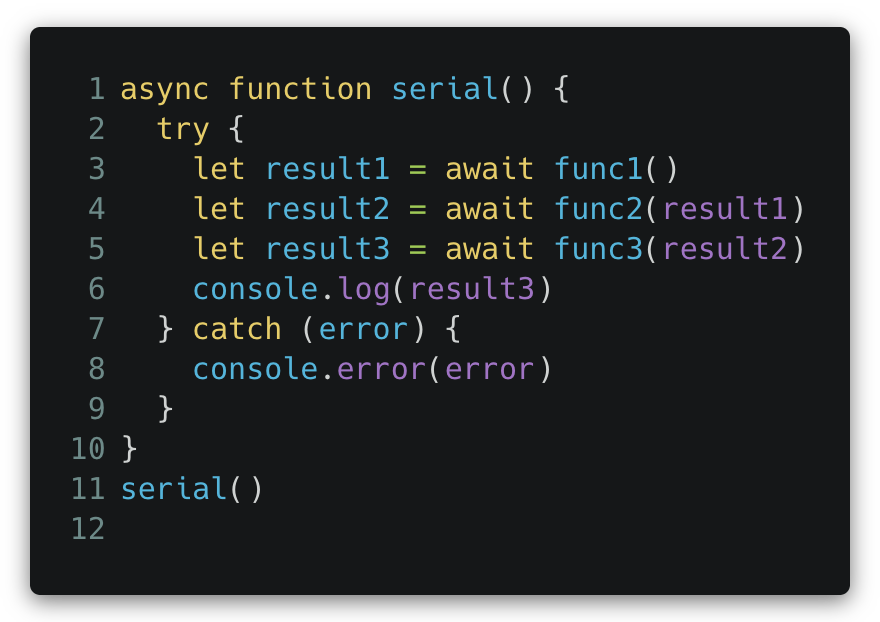 1 async function serial() {
2   try {
3     let result1 = await func1()
4     let result2 = await func2(result1)
5     let result3 = await func3(result2)
6     console.log(result3)
7   } catch (error) {
8     console.error(error)
9   }
10 }
11 serial()
12